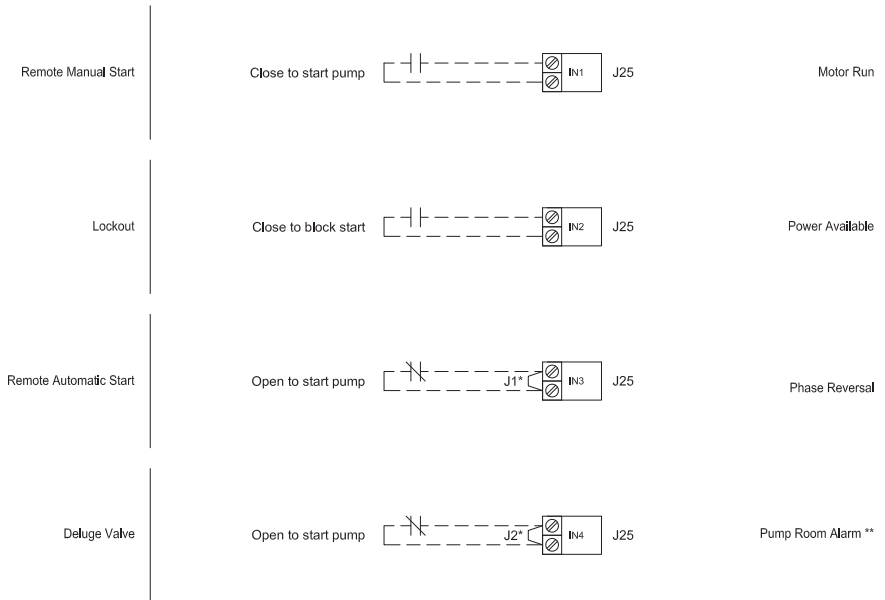 Remote Manual Start Close to start pump IN1 J25 Motor Run
Lockout Close to block start IN2 J25 Power Available
Remote Automatic Start Open to start pump J1* IN3 J25 Phase Reversal
Deluge Valve Open to start pump J2* IN4 J25 Pump Room Alarm **